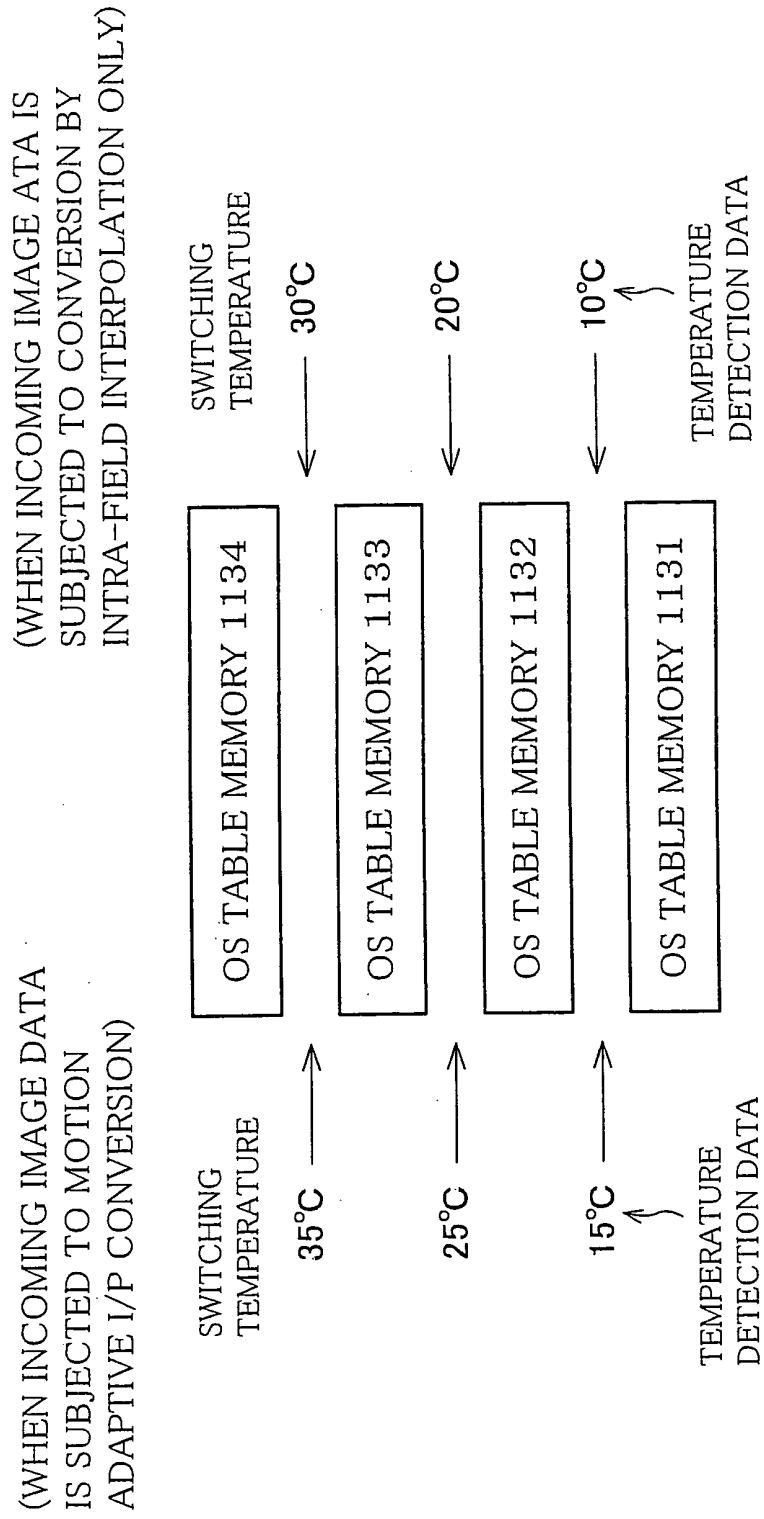 (WHEN INCOMING IMAGE DATA
IS SUBJECTED TO MOTION
ADAPTIVE I/P CONVERSION)
(WHEN INCOMING IMAGE ATA IS
SUBJECTED TO CONVERSION BY
INTRA-FIELD INTERPOLATION ONLY)
SWITCHING
TEMPERATURE
SWITCHING
TEMPERATURE
OS TABLE MEMORY 1134
35°C
30°C
OS TABLE MEMORY 1133
25°C
20°C
OS TABLE MEMORY 1132
15°C
10°C
OS TABLE MEMORY 1131
TEMPERATURE
DETECTION DATA
TEMPERATURE
DETECTION DATA